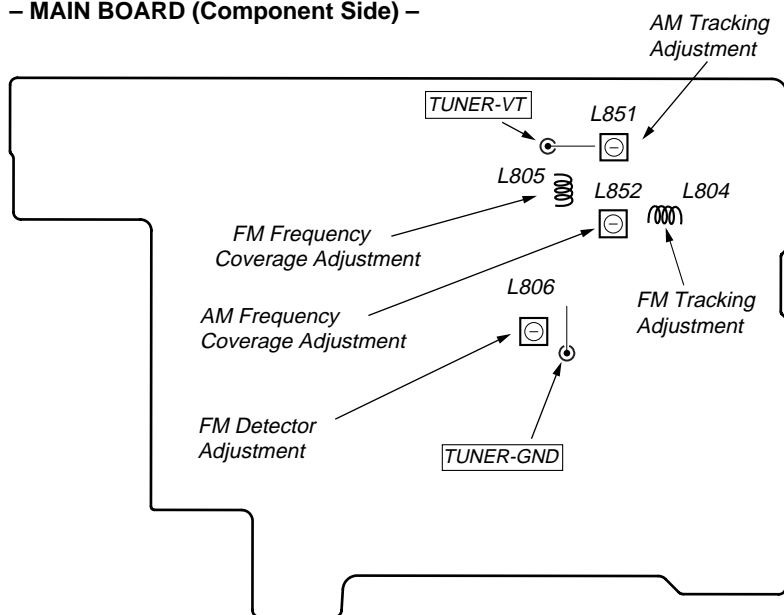 – MAIN BOARD (Component Side) –
AM Tracking
Adjustment
TUNER-VT
L851
L805
L852
L804
FM Frequency
Coverage Adjustment
L806
FM Tracking
Adjustment
AM Frequency
Coverage Adjustment
FM Detector
Adjustment
TUNER-GND